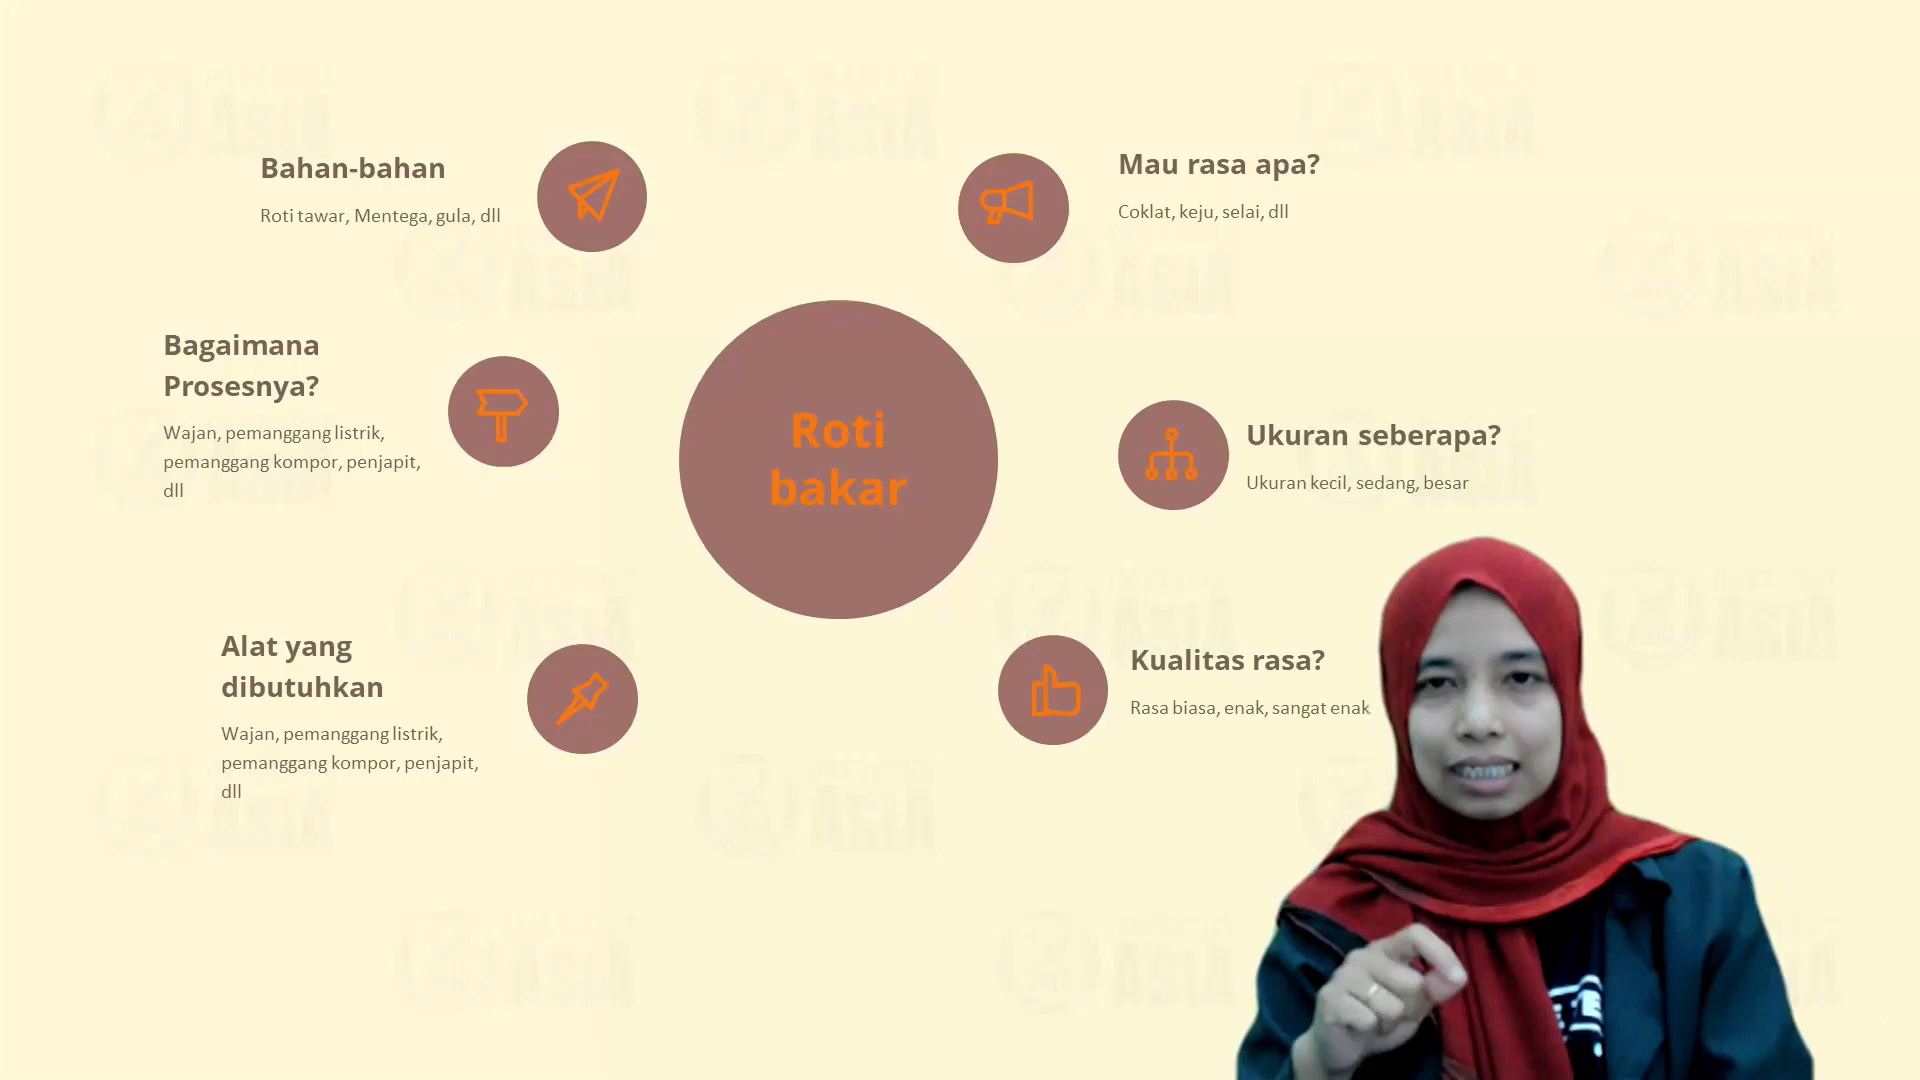 Bahan-bahan
Roti tawar, Mentega, gula, dll
Mau rasa apa?
Coklat, keju, selai, dll
Bagaimana
Prosesnya?
Wajan, pemanggang listrik,
pemanggang kompor, penjapit,
dll
Roti
bakar
Ukuran seberapa?
Ukuran kecil, sedang, besar
Alat yang
dibutuhkan
Wajan, pemanggang listrik,
pemanggang kompor, penjapit,
dll
Kualitas rasa?
Rasa biasa, enak, sangat enak